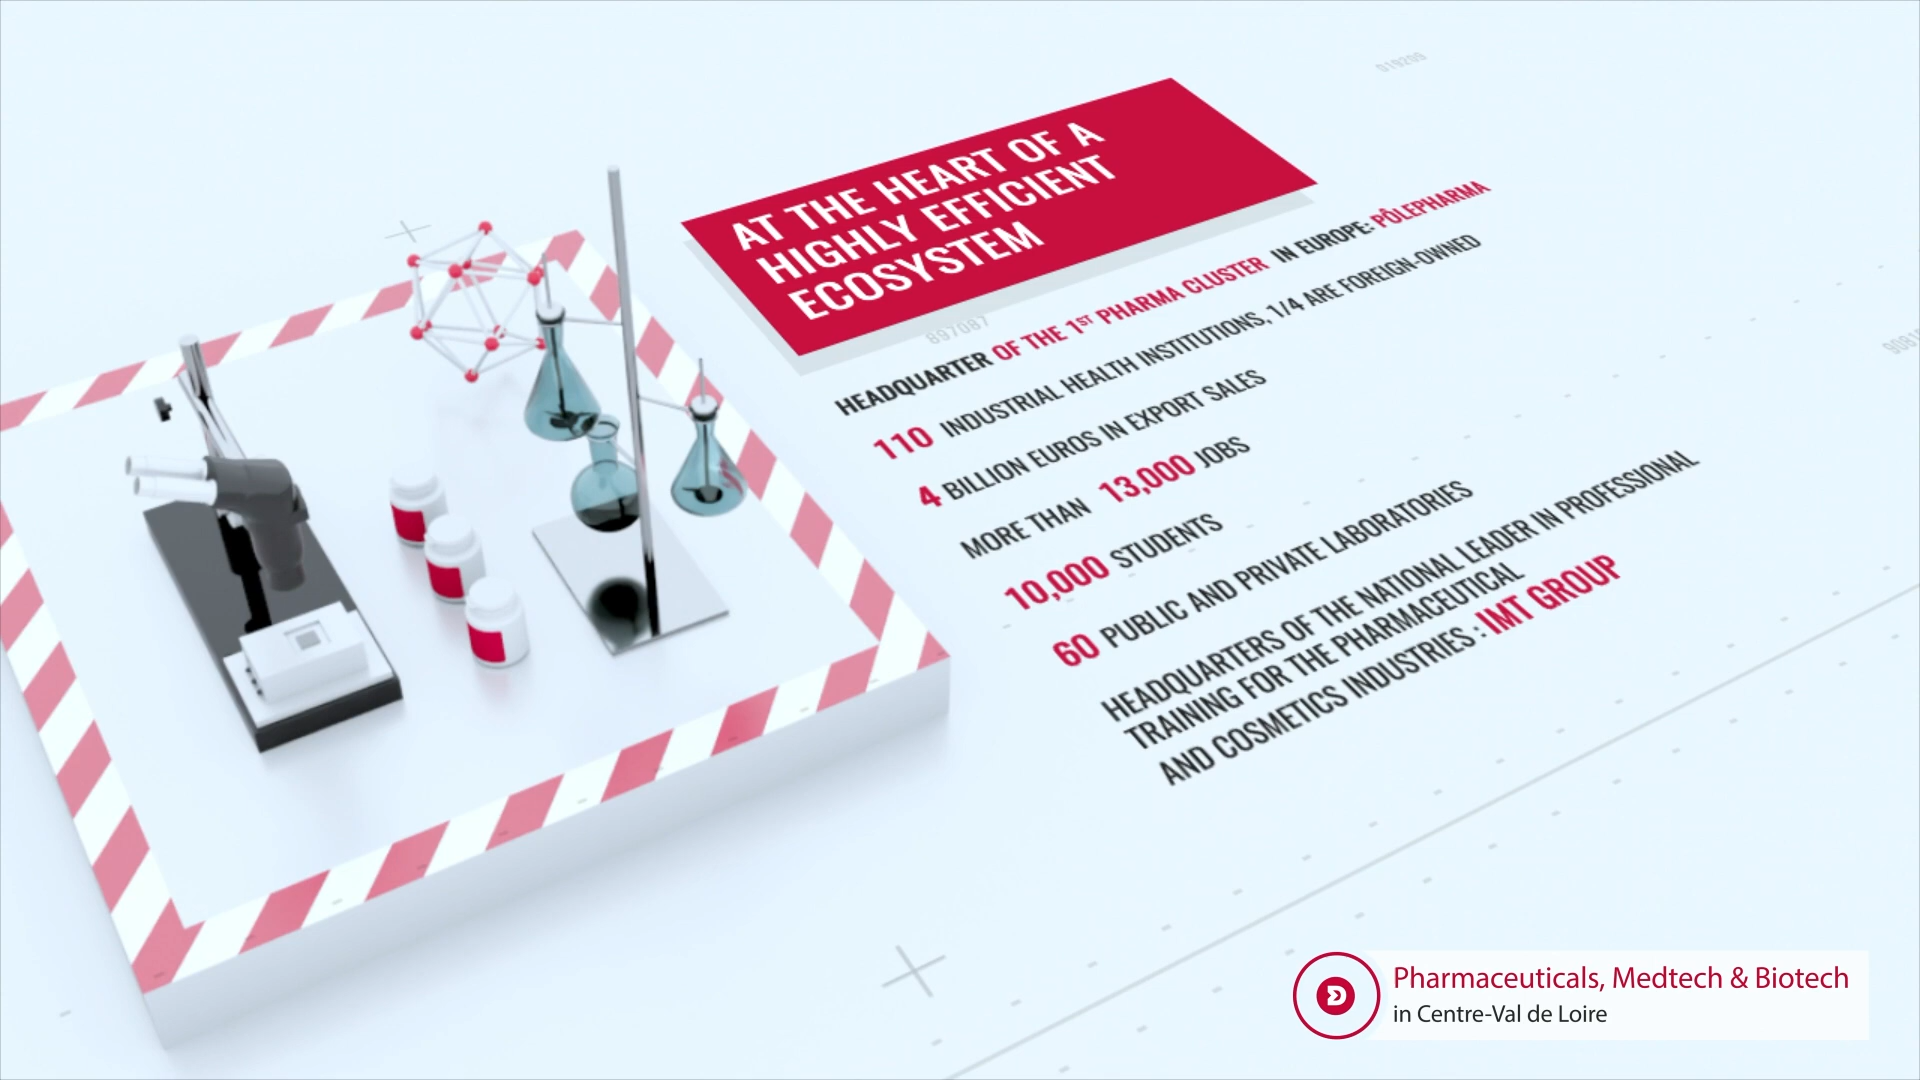 019209
AT THE HEART OF A
HIGHLY EFFICIENT
ECOSYSTEM
897087
HEADQUARTER OF THE 1ST PHARMA CLUSTER IN EUROPE: PÔLEPHARMA
110 INDUSTRIAL HEALTH INSTITUTIONS, 1/4 ARE FOREIGN-OWNED
4 BILLION EUROS IN EXPORT SALES
MORE THAN 13,000 JOBS
10,000 STUDENTS
60 PUBLIC AND PRIVATE LABORATORIES
HEADQUARTERS OF THE NATIONAL LEADER IN PROFESSIONAL
TRAINING FOR THE PHARMACEUTICAL
AND COSMETICS INDUSTRIES : IMT GROUP
Pharmaceuticals, Medtech & Biotech
in Centre-Val de Loire